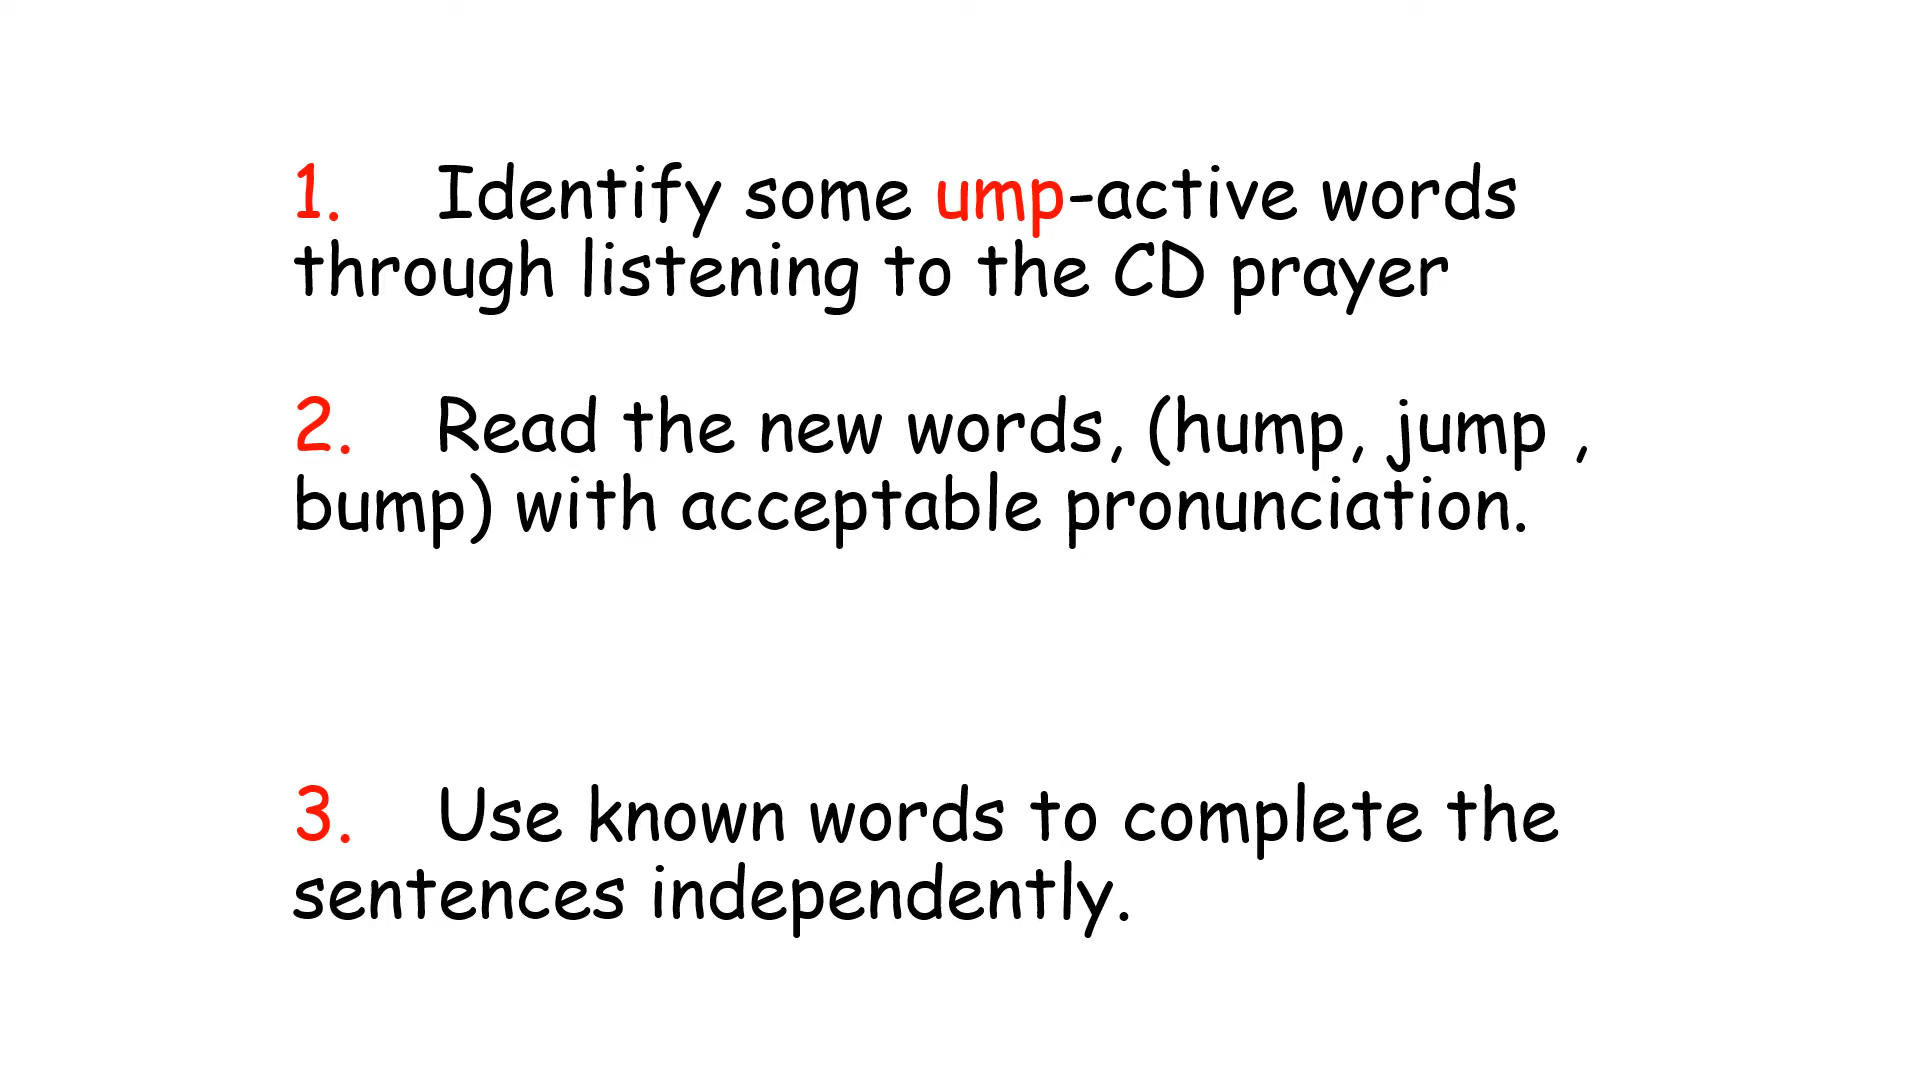 1. Identify some ump-active words
through listening to the CD prayer
2. Read the new words, (hump, jump ,
bump) with acceptable pronunciation.
3. Use known words to complete the
sentences independently.